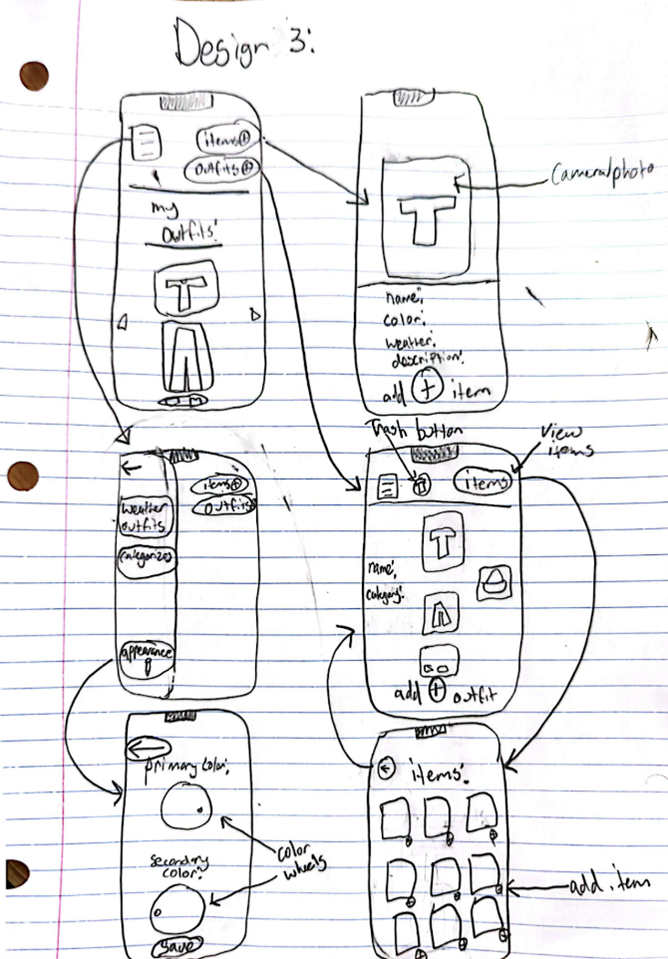 Design 3:
items
outfits
my
outfits:
Camera/photo
name:
color:
weather:
description:
add + item
Trash button
View
items
items
outfits
weather
outfits
categorizes
appearance
items
name:
category:
add + outfit
primary color:
secondary
color:
save
color
wheels
items:
add item